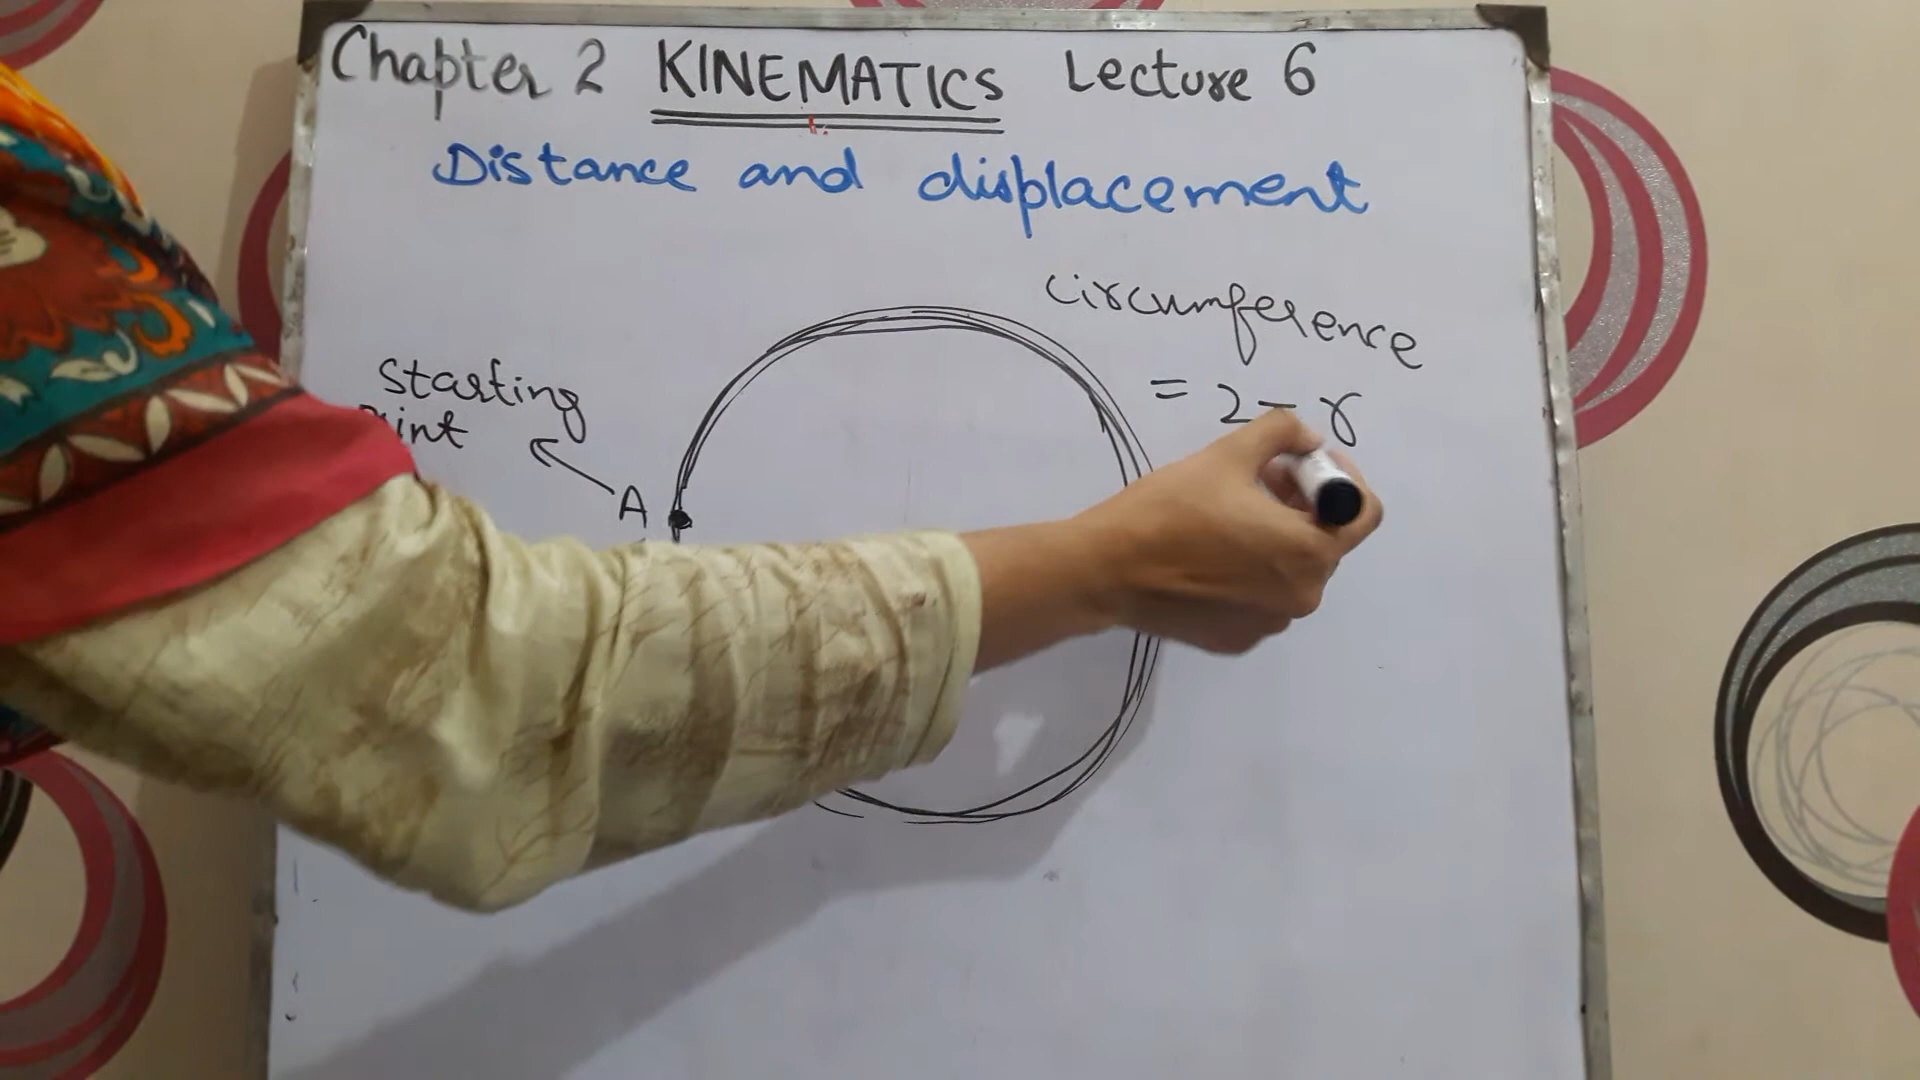 Chapter 2 KINEMATICS Lecture 6
Distance and displacement
circumference
= 2 r
Starting
point
A